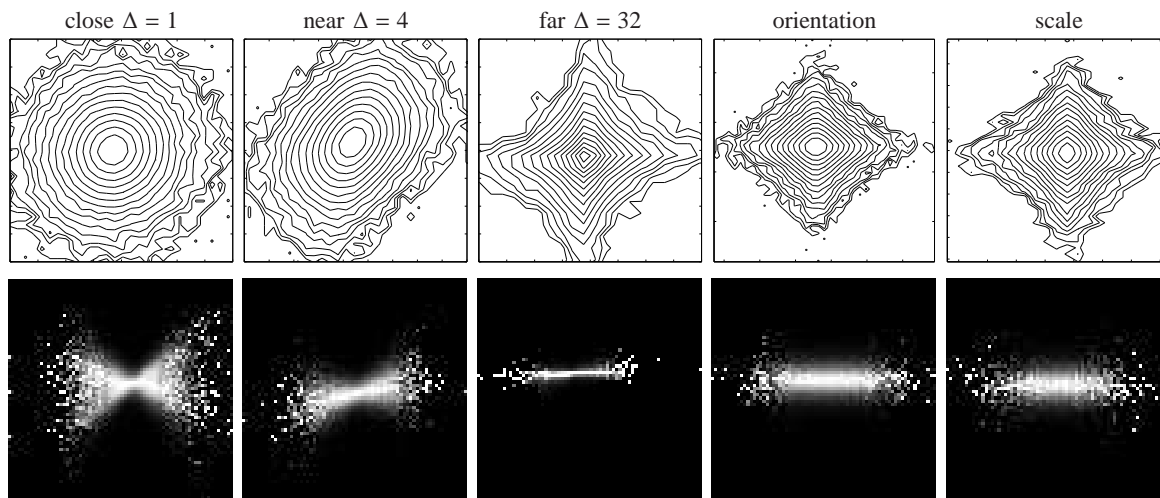 close Δ = 1
near Δ = 4
far Δ = 32
orientation
scale